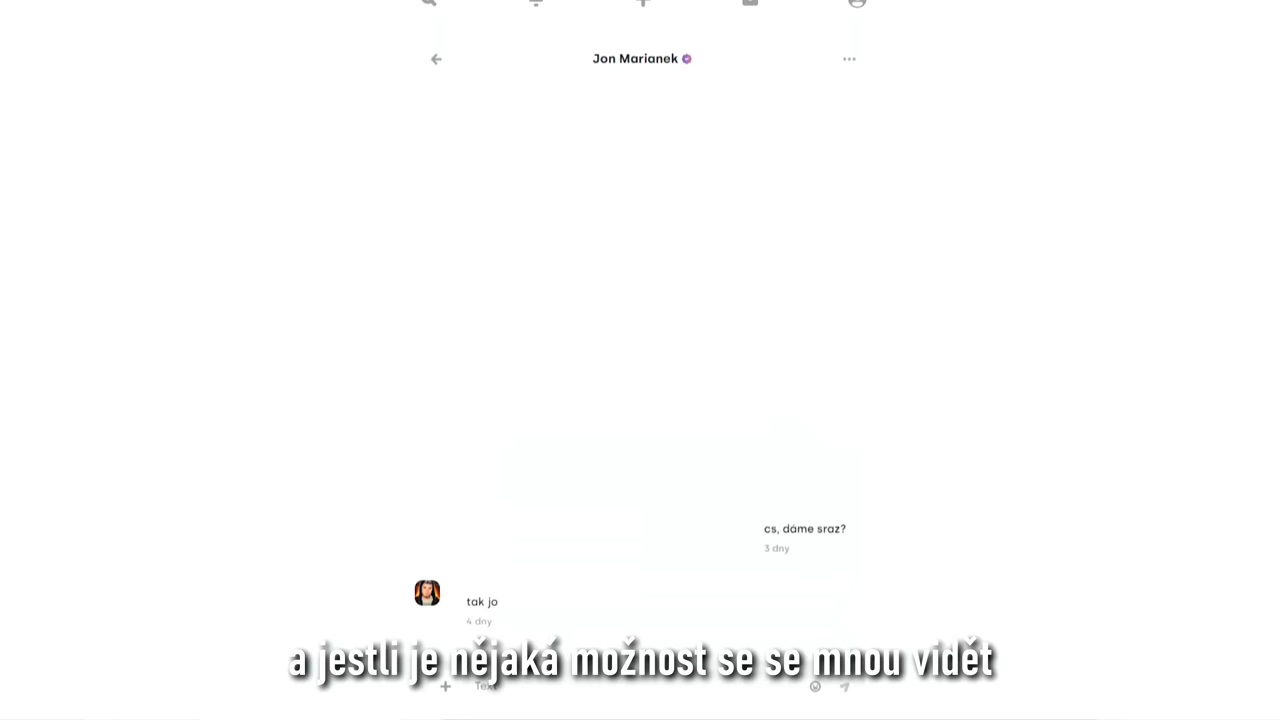 Jon Marianek
cs, dáme sraz?
3 dny
tak jo
4 dny
a jestli je nějaká možnost se se mnou vidět
Text